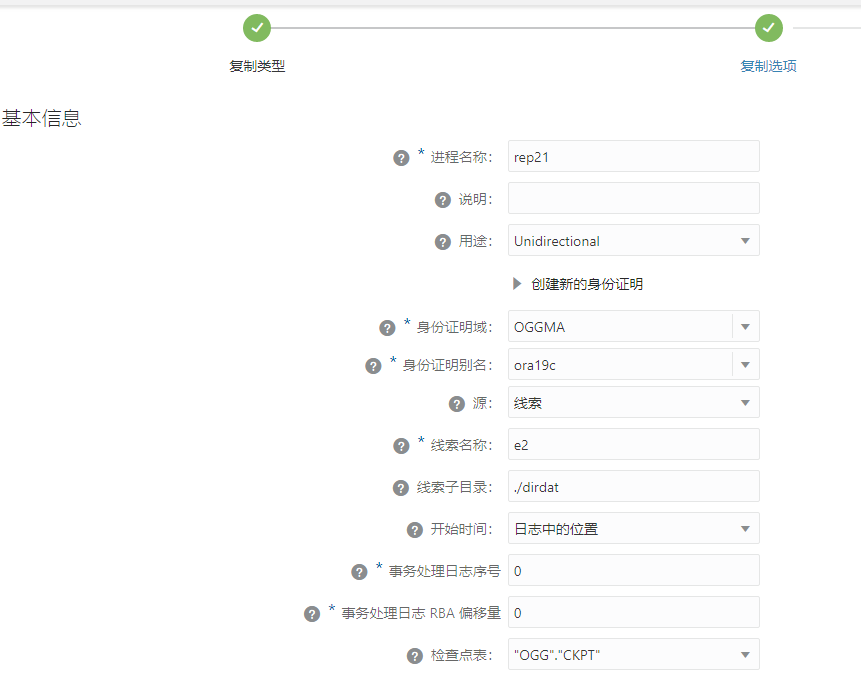 复制类型
复制选项
基本信息
* 进程名称: rep21
说明:
用途: Unidirectional
创建新的身份证明
* 身份证明域: OGGMA
* 身份证明别名: ora19c
源: 线索
* 线索名称: e2
线索子目录: ./dirdat
开始时间: 日志中的位置
* 事务处理日志序号 0
* 事务处理日志 RBA 偏移量 0
检查点表: "OGG"."CKPT"